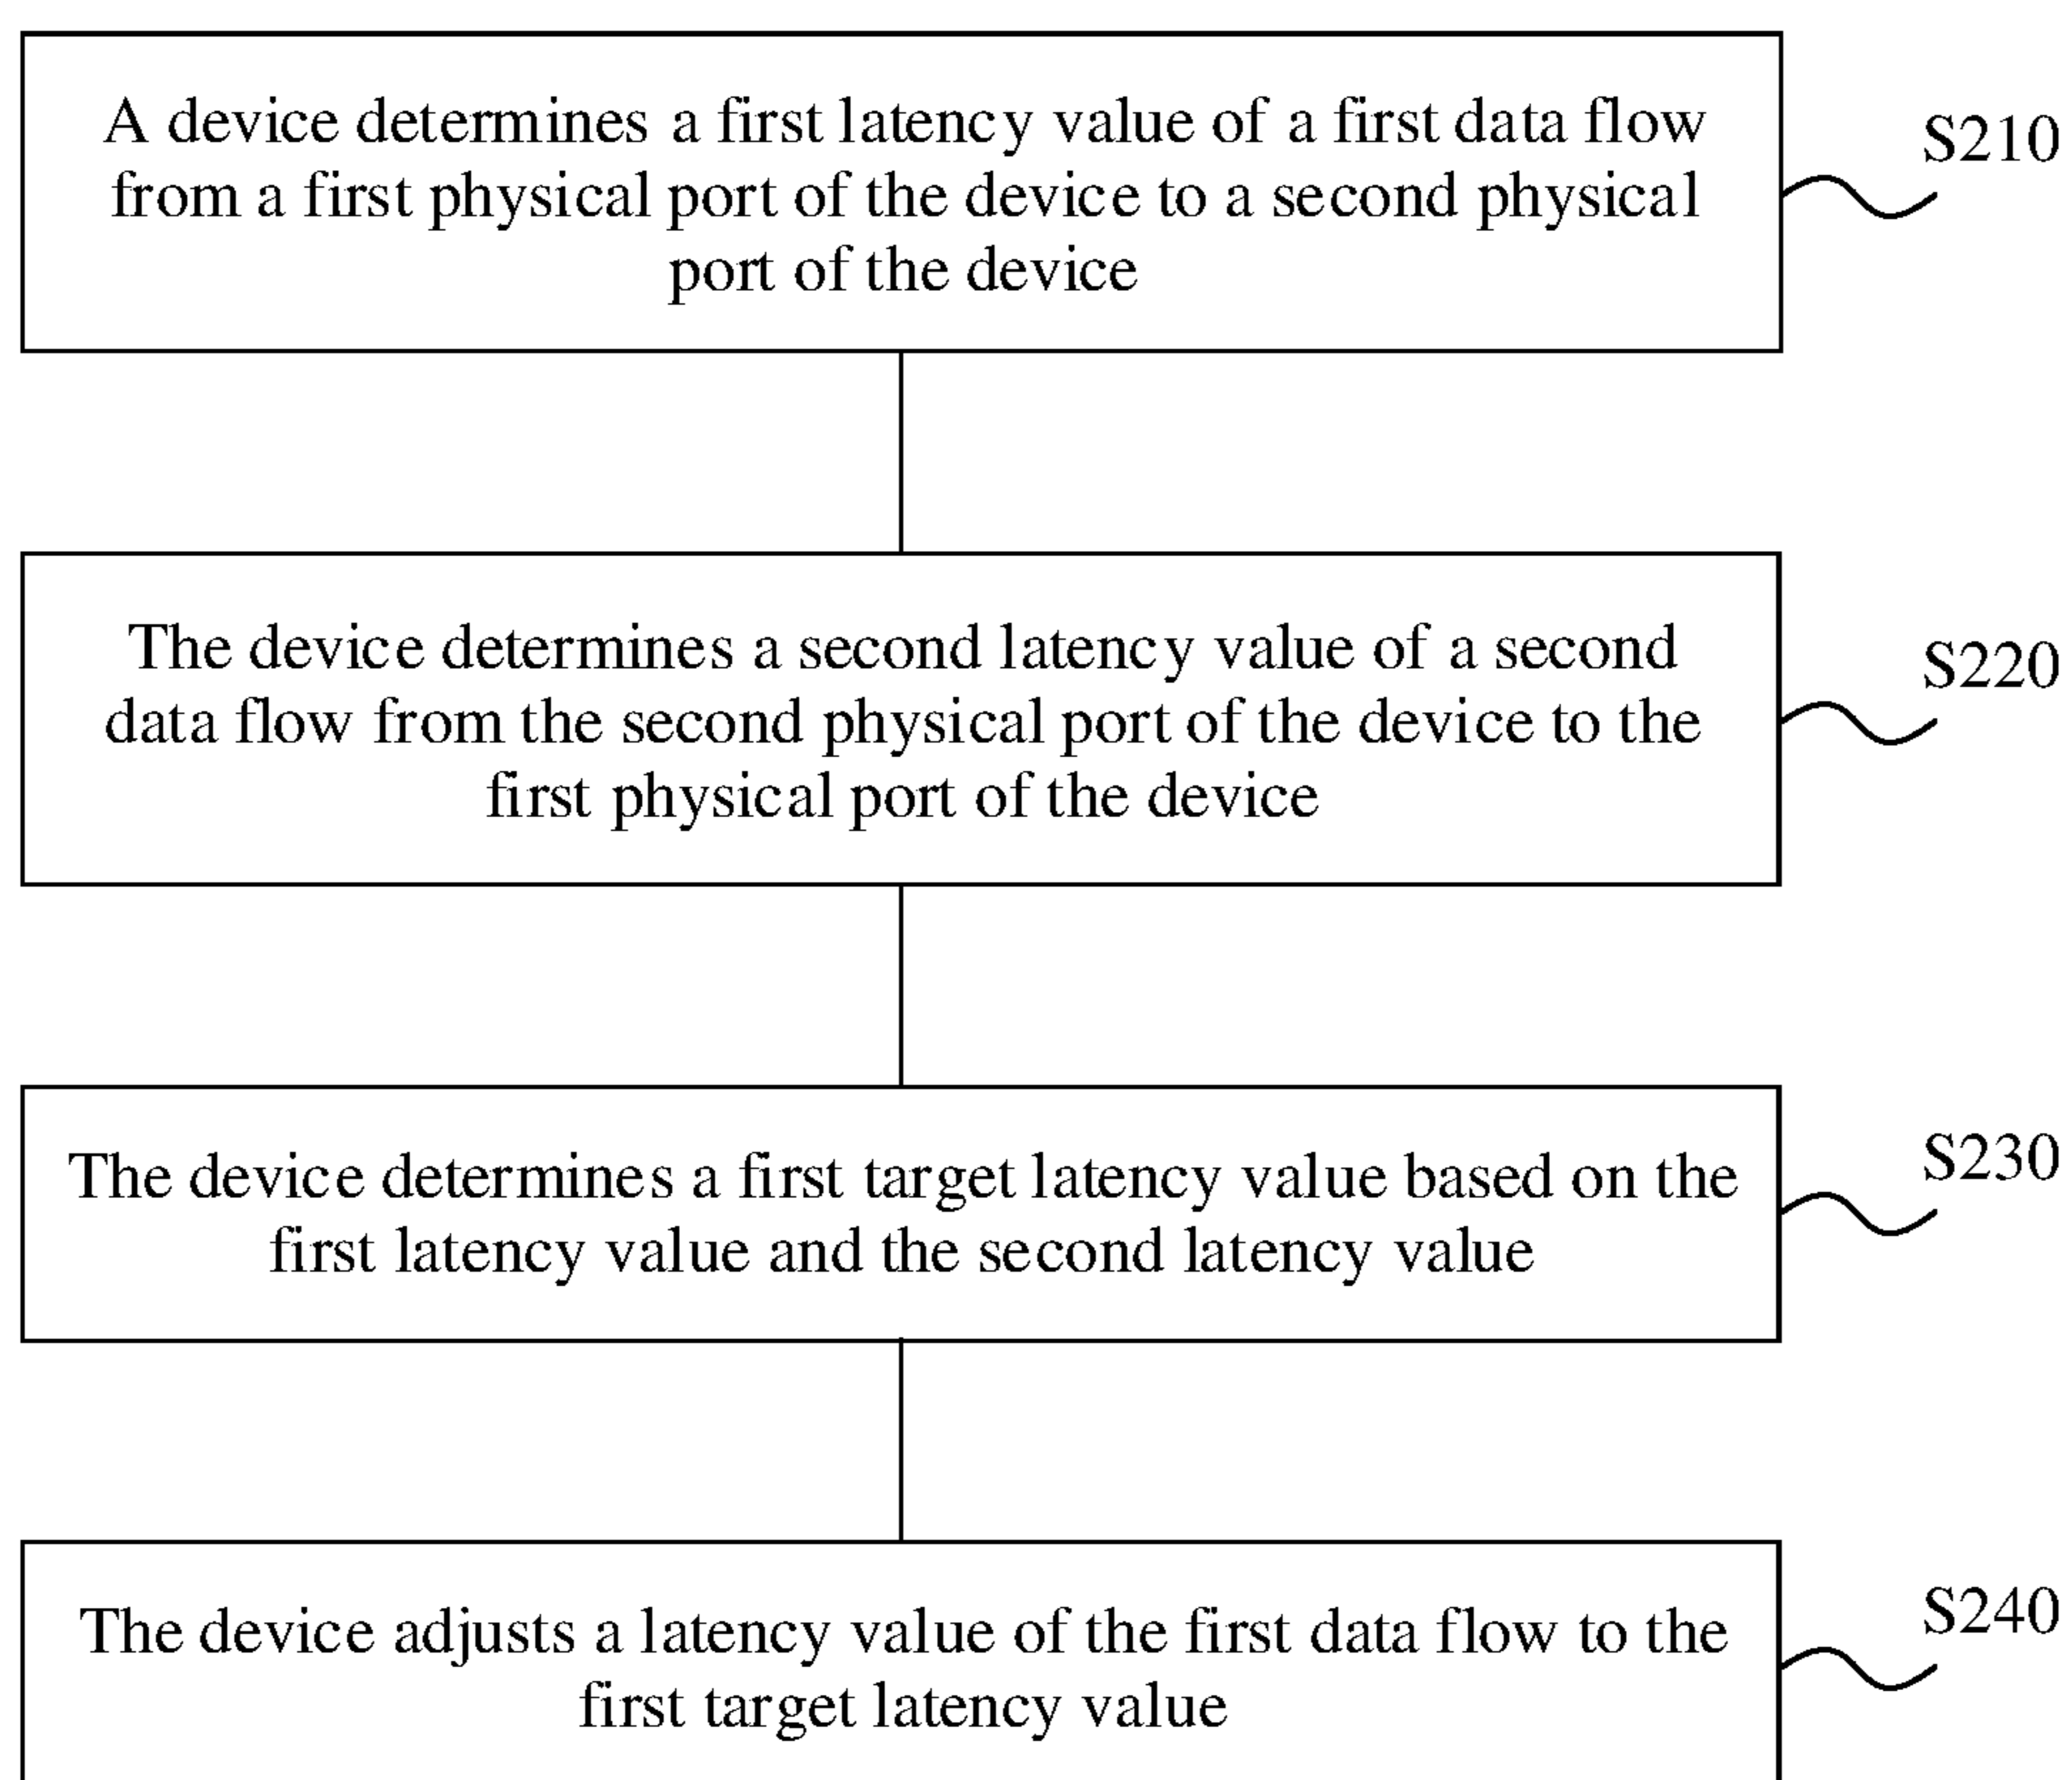 A device determines a first latency value of a first data flow
from a first physical port of the device to a second physical
port of the device
S210
The device determines a second latency value of a second
data flow from the second physical port of the device to the
first physical port of the device
S220
The device determines a first target latency value based on the
first latency value and the second latency value
S230
The device adjusts a latency value of the first data flow to the
first target latency value
S240